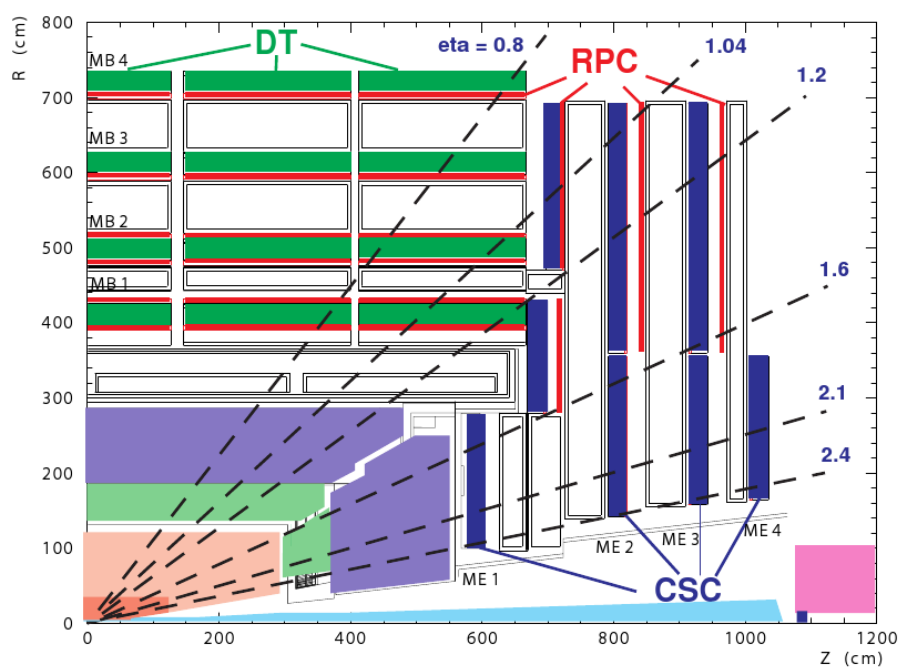 R (cm)
800
700
600
500
400
300
200
100
0
MB 4
MB 3
MB 2
MB 1
DT
eta = 0.8
1.04
RPC
1.2
1.6
2.1
2.4
ME 1
ME 2
ME 3
ME 4
CSC
0
200
400
600
800
1000
1200
Z (cm)